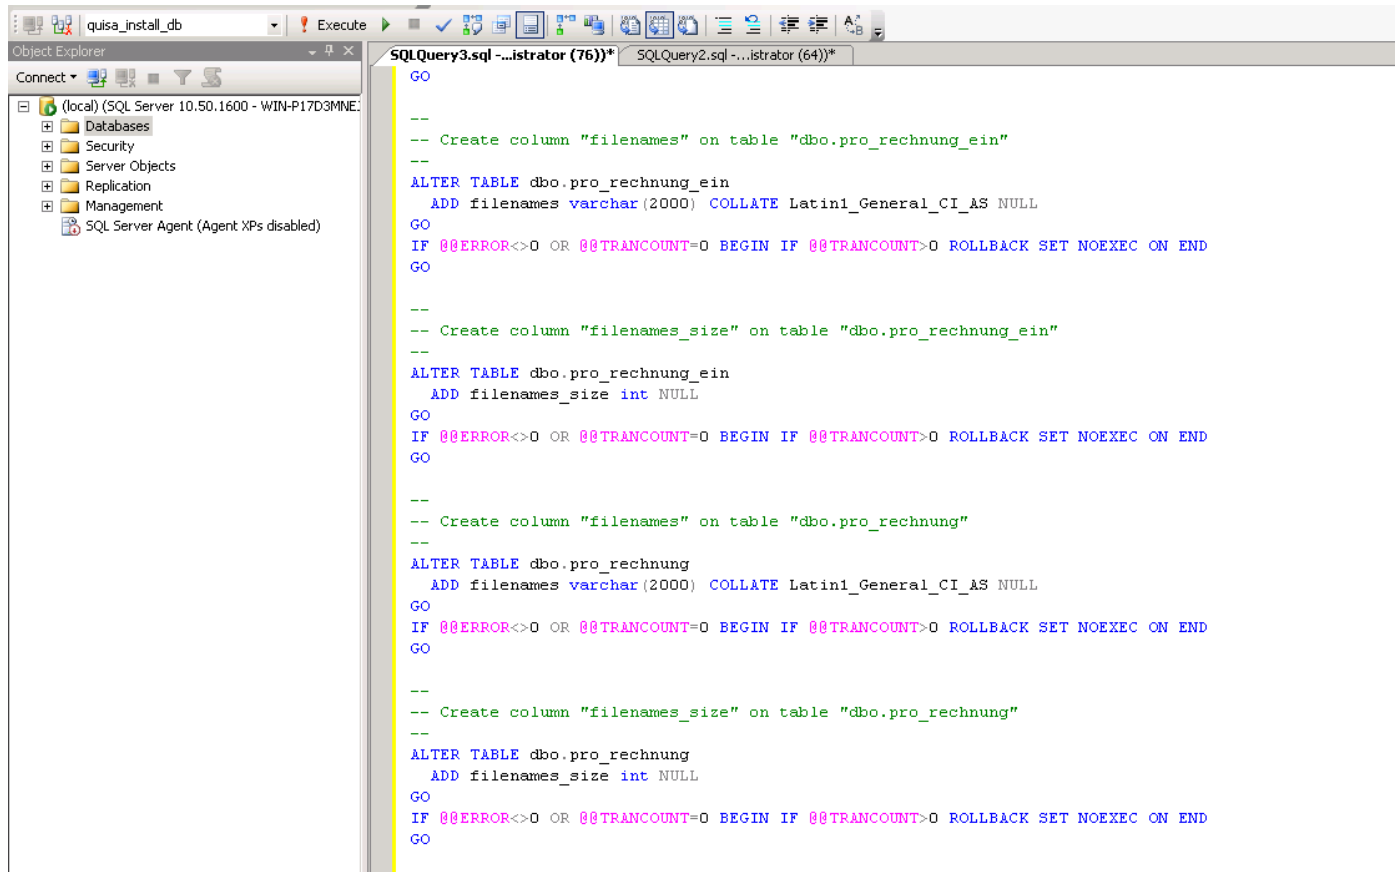 quisa_install_db
Execute
Object Explorer
Connect
(local) (SQL Server 10.50.1600 - WIN-P17D3MNEJ
Databases
Security
Server Objects
Replication
Management
SQL Server Agent (Agent XPs disabled)
SQLQuery3.sql -...istrator (76))* SQLQuery2.sql -...istrator (64))*
GO
--
-- Create column "filenames" on table "dbo.pro_rechnung_ein"
--
ALTER TABLE dbo.pro_rechnung_ein
ADD filenames varchar(2000) COLLATE Latin1_General_CI_AS NULL
GO
IF @@ERROR<>0 OR @@TRANCOUNT=0 BEGIN IF @@TRANCOUNT>0 ROLLBACK SET NOEXEC ON END
GO
--
-- Create column "filenames_size" on table "dbo.pro_rechnung_ein"
--
ALTER TABLE dbo.pro_rechnung_ein
ADD filenames_size int NULL
GO
IF @@ERROR<>0 OR @@TRANCOUNT=0 BEGIN IF @@TRANCOUNT>0 ROLLBACK SET NOEXEC ON END
GO
--
-- Create column "filenames" on table "dbo.pro_rechnung"
--
ALTER TABLE dbo.pro_rechnung
ADD filenames varchar(2000) COLLATE Latin1_General_CI_AS NULL
GO
IF @@ERROR<>0 OR @@TRANCOUNT=0 BEGIN IF @@TRANCOUNT>0 ROLLBACK SET NOEXEC ON END
GO
--
-- Create column "filenames_size" on table "dbo.pro_rechnung"
--
ALTER TABLE dbo.pro_rechnung
ADD filenames_size int NULL
GO
IF @@ERROR<>0 OR @@TRANCOUNT=0 BEGIN IF @@TRANCOUNT>0 ROLLBACK SET NOEXEC ON END
GO